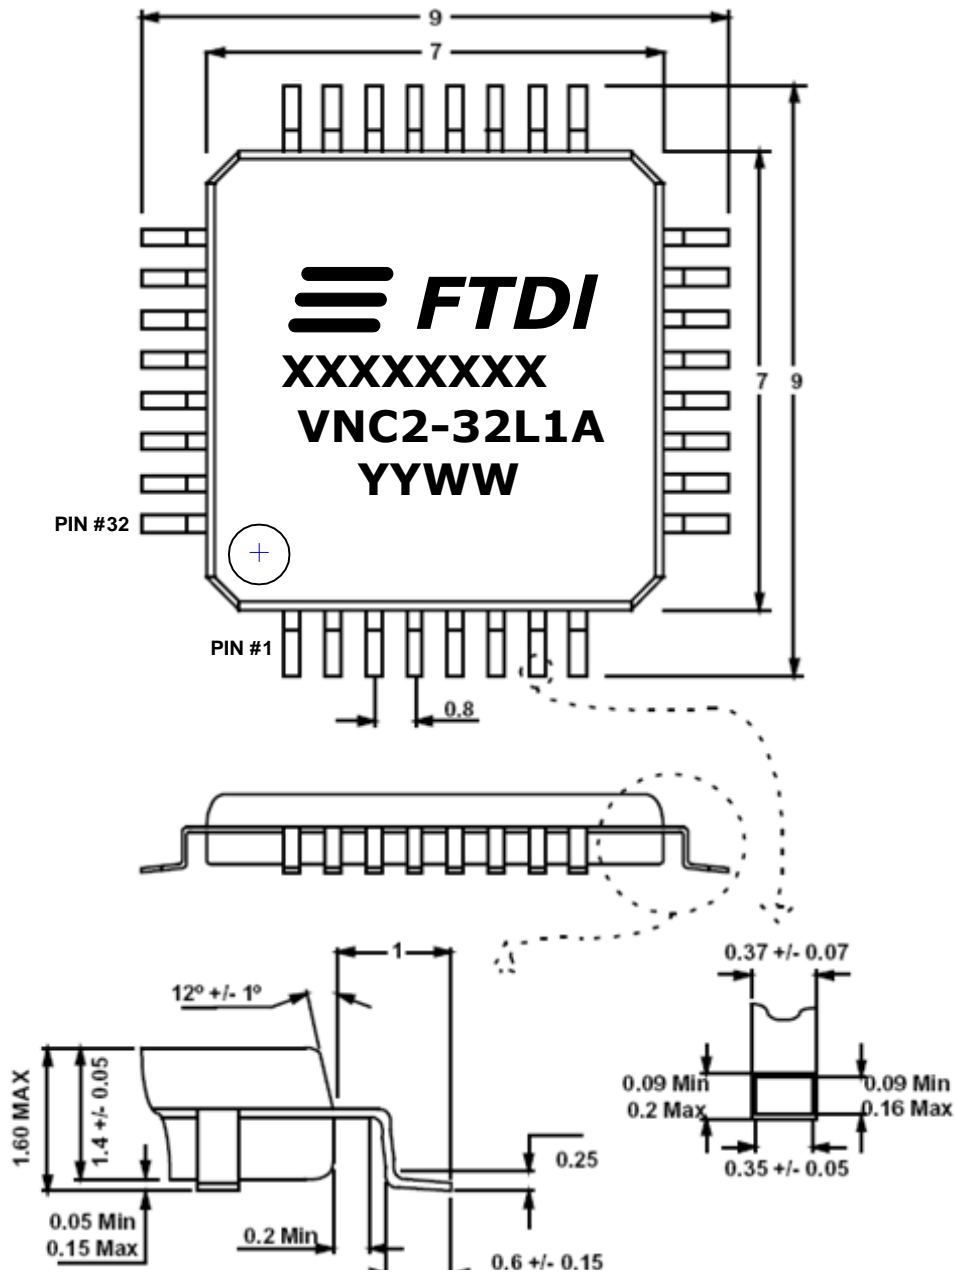 9
7
FTDI
XXXXXXXX
VNC2-32L1A
YYWW
7 9
PIN #32
PIN #1
0.8
1
12º +/- 1º
0.37 +/- 0.07
1.60 MAX
1.4 +/- 0.05
0.09 Min
0.2 Max
0.09 Min
0.16 Max
0.25
0.35 +/- 0.05
0.05 Min
0.15 Max
0.2 Min
0.6 +/- 0.15